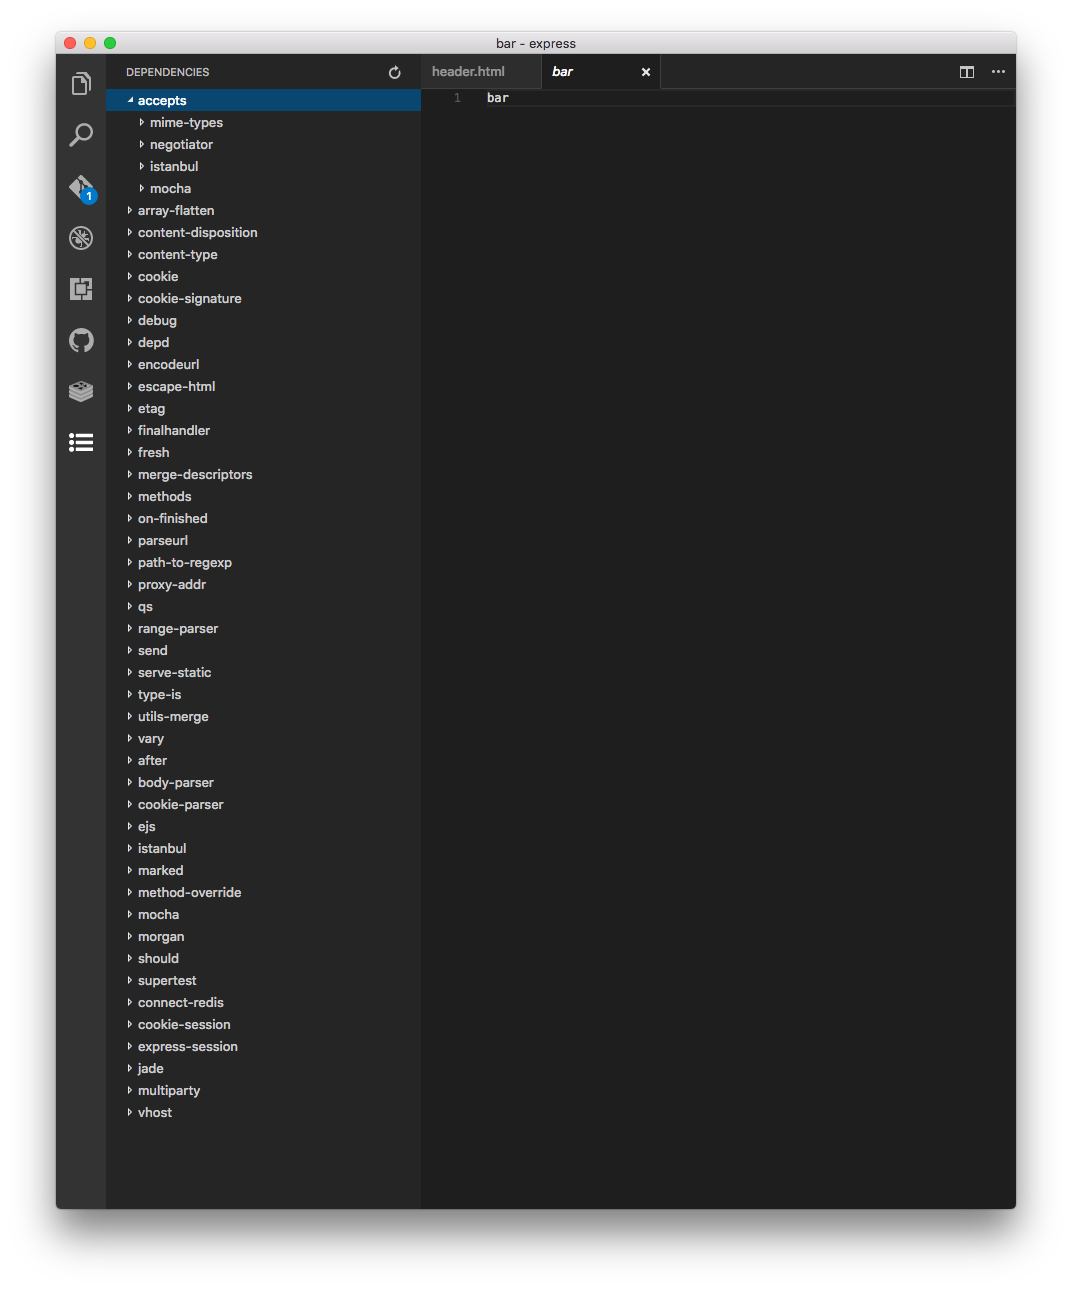 bar - express
DEPENDENCIES
accepts
mime-types
negotiator
istanbul
mocha
array-flatten
content-disposition
content-type
cookie
cookie-signature
debug
depd
encodeurl
escape-html
etag
finalhandler
fresh
merge-descriptors
methods
on-finished
parseurl
path-to-regexp
proxy-addr
qs
range-parser
send
serve-static
type-is
utils-merge
vary
after
body-parser
cookie-parser
ejs
istanbul
marked
method-override
mocha
morgan
should
supertest
connect-redis
cookie-session
express-session
jade
multiparty
vhost
1
header.html bar
1 bar